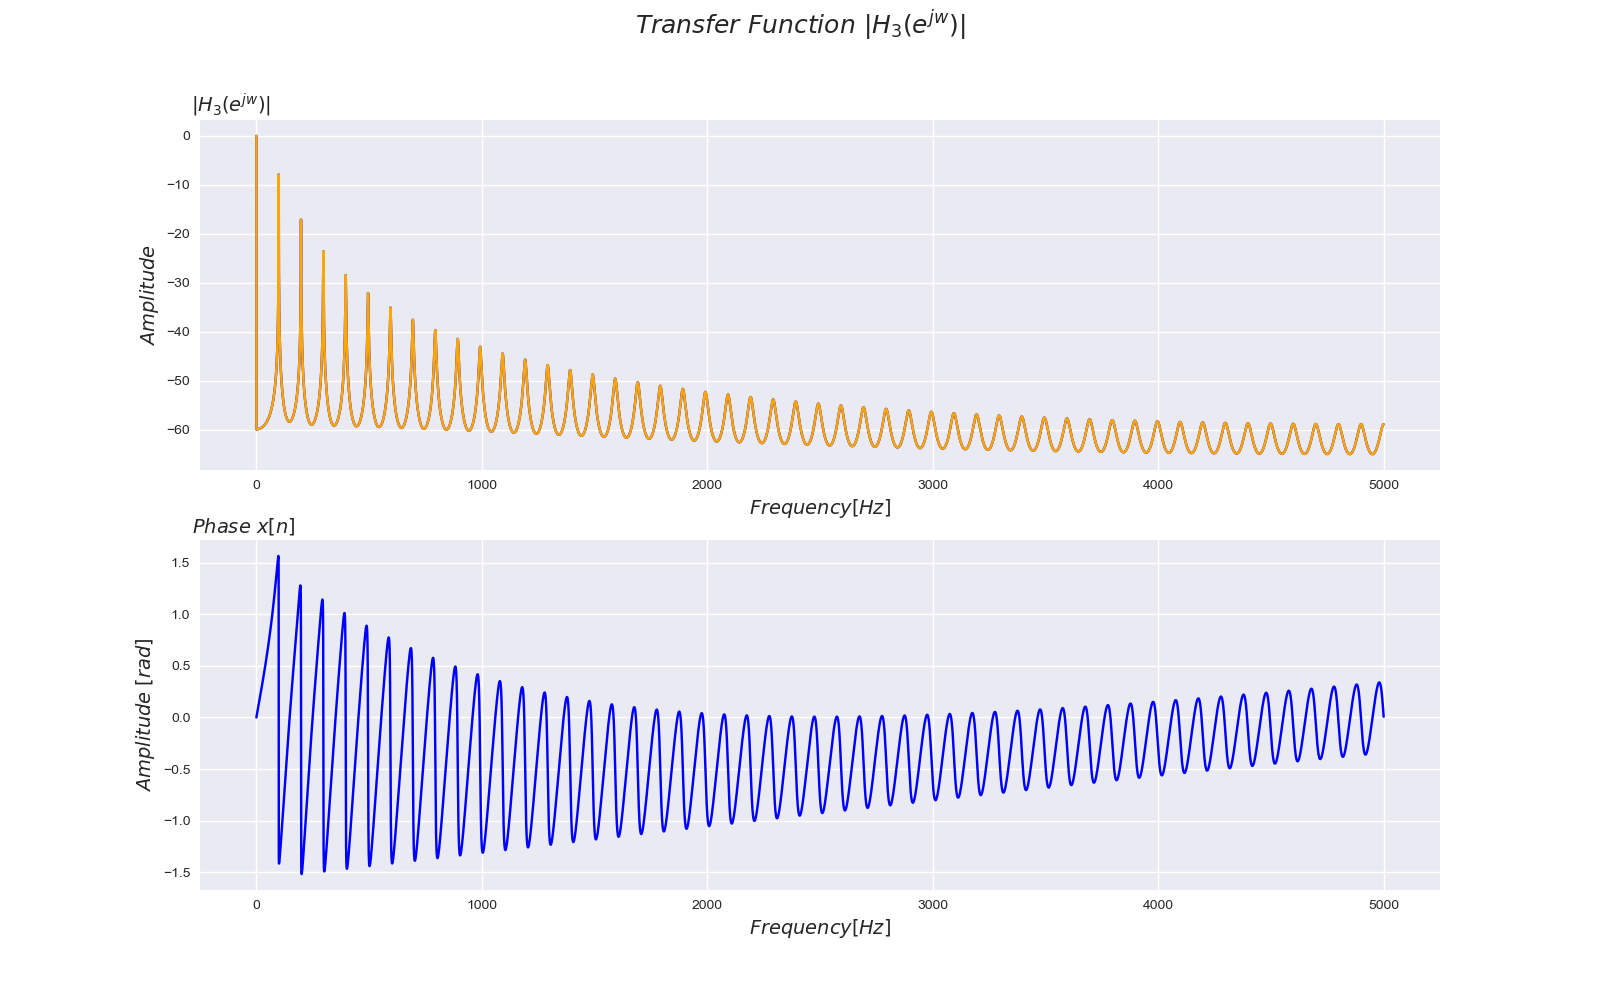 Transfer Function |H₃(eʲʷ)|
|H₃(eʲʷ)|
Amplitude
0
−10
−20
−30
−40
−50
−60
0 1000 2000 3000 4000 5000
Frequency[Hz]
Phase x[n]
Amplitude [rad]
1.5
1.0
0.5
0.0
−0.5
−1.0
−1.5
0 1000 2000 3000 4000 5000
Frequency[Hz]